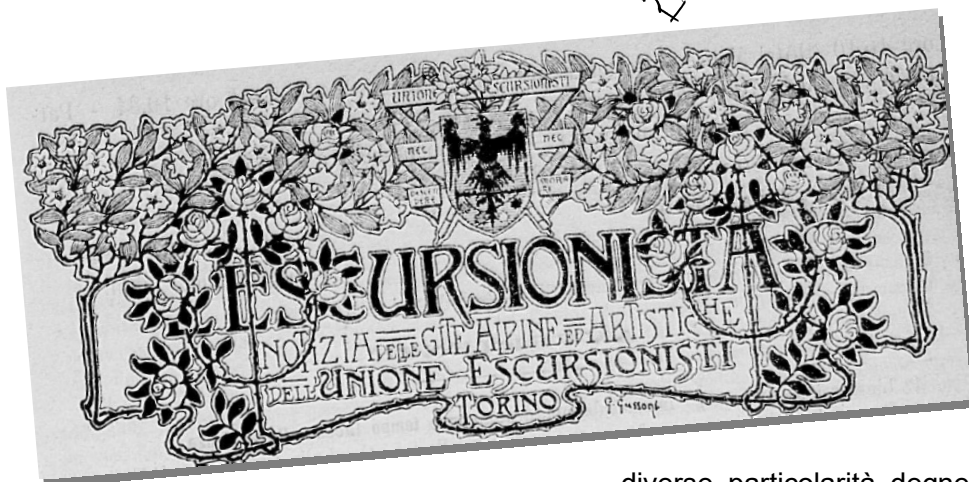 UNIONE ESCURSIONISTI
NEC NEC
L'ESCURSIONISTA
NOTIZIA DELLE GITE ALPINE ED ARTISTICHE
DELL'UNIONE ESCURSIONISTI
TORINO
diverse particolarità degne